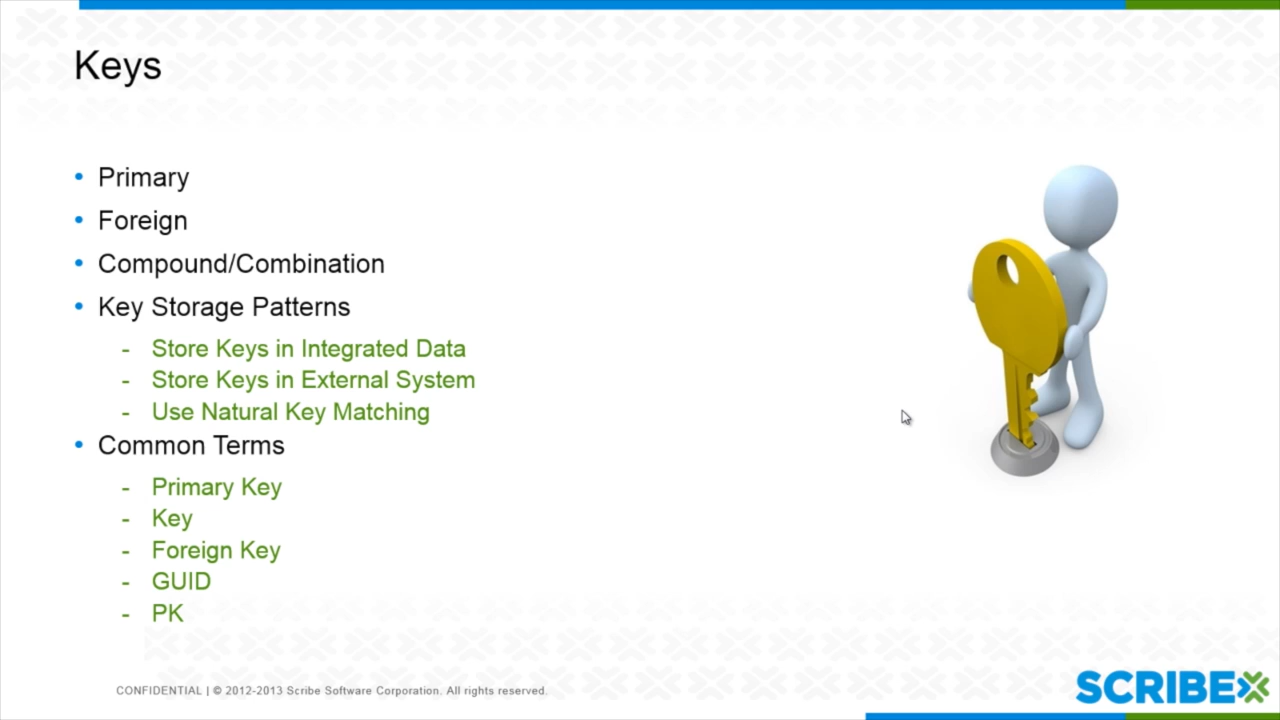 Keys
• Primary
• Foreign
• Compound/Combination
• Key Storage Patterns
- Store Keys in Integrated Data
- Store Keys in External System
- Use Natural Key Matching
• Common Terms
- Primary Key
- Key
- Foreign Key
- GUID
- PK
CONFIDENTIAL | © 2012-2013 Scribe Software Corporation. All rights reserved.
SCRIBE